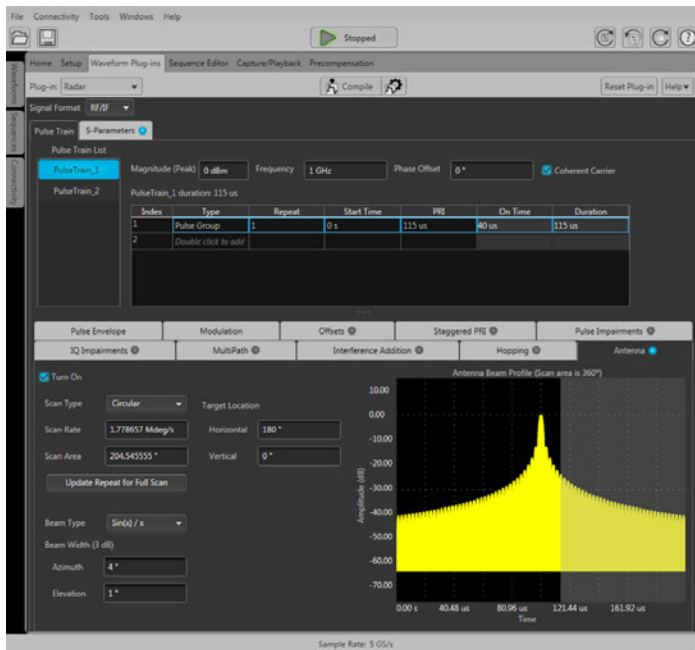 File Connectivity Tools Windows Help
Stopped
Home Setup Waveform Plug-ins Sequence Editor Capture/Playback Precompensation
Waveforms
Sequences
Connectivity
Plug-in: Radar Compile Reset Plug-in Help
Signal Format RF/IF
Pulse Train S-Parameters
Pulse Train List
PulseTrain_1 Magnitude (Peak) 0 dBm Frequency 1 GHz Phase Offset 0 ° Coherent Carrier
PulseTrain_2 PulseTrain_1 duration: 115 us
Index Type Repeat Start Time PRI On Time Duration
1 Pulse Group 1 0 s 115 us 40 us 115 us
2 Double click to add
Pulse Envelope Modulation Offsets Staggered PRI Pulse Impairments
IQ Impairments MultiPath Interference Addition Hopping Antenna
Turn On
Antenna Beam Profile (Scan area is 360º)
Scan Type Circular Target Location
Scan Rate 1.778657 Mdeg/s Horizontal 180 °
Scan Area 204.545555 ° Vertical 0 °
Update Repeat for Full Scan
Beam Type Sin(x) / x
Beam Width (3 dB)
Azimuth 4 °
Elevation 1 °
Amplitude (dB)
10.00
0.00
-10.00
-20.00
-30.00
-40.00
-50.00
-60.00
-70.00
0.00 s 40.48 us 80.96 us 121.44 us 161.92 us
Time
Sample Rate: 5 GS/s